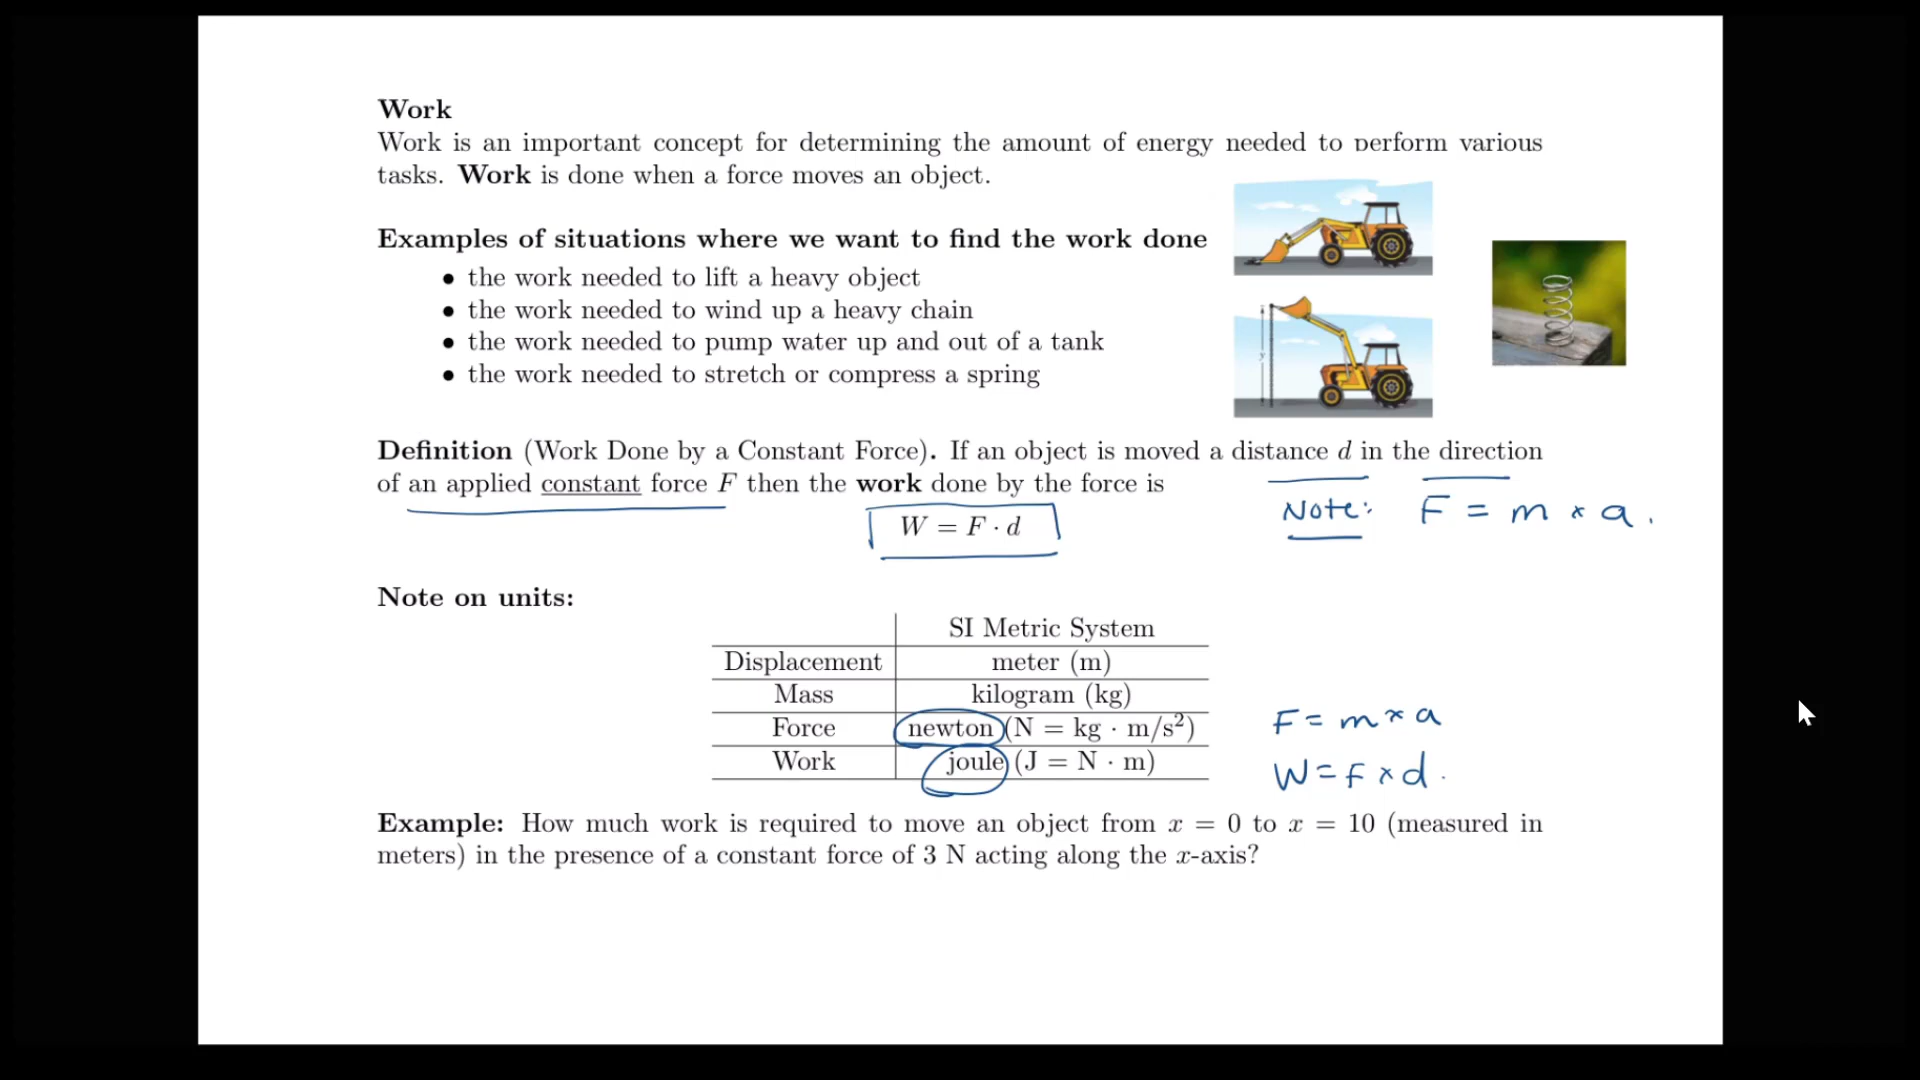 Work
Work is an important concept for determining the amount of energy needed to perform various
tasks. Work is done when a force moves an object.
Examples of situations where we want to find the work done
• the work needed to lift a heavy object
• the work needed to wind up a heavy chain
• the work needed to pump water up and out of a tank
• the work needed to stretch or compress a spring
y
Definition (Work Done by a Constant Force). If an object is moved a distance d in the direction
of an applied constant force F then the work done by the force is
W = F · d
Note: F = m × a.
Note on units:
SI Metric System
Displacement meter (m)
Mass kilogram (kg)
Force newton (N = kg · m/s²)
Work joule (J = N · m)
F = m × a
W = F × d.
Example: How much work is required to move an object from x = 0 to x = 10 (measured in
meters) in the presence of a constant force of 3 N acting along the x-axis?